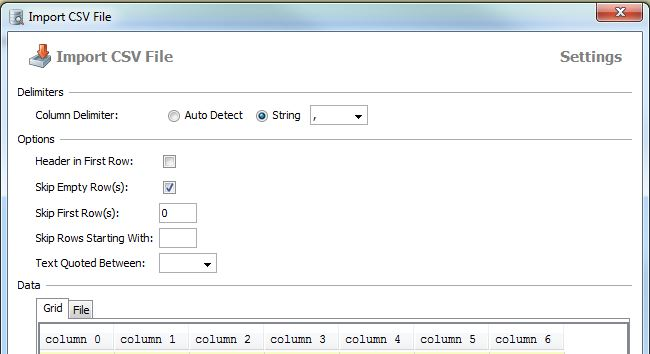 Import CSV File
Import CSV File Settings
Delimiters
Column Delimiter: Auto Detect String ,
Options
Header in First Row:
Skip Empty Row(s):
Skip First Row(s): 0
Skip Rows Starting With:
Text Quoted Between:
Data
Grid File
column 0 column 1 column 2 column 3 column 4 column 5 column 6